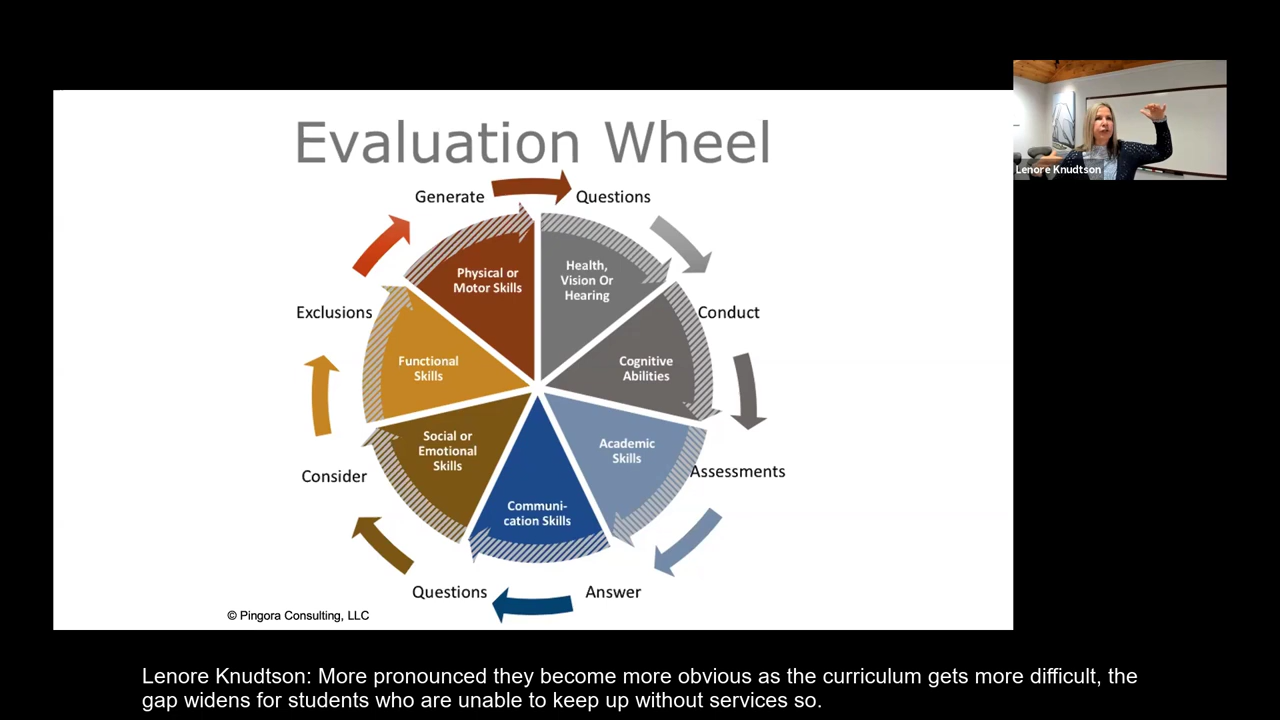 Evaluation Wheel
Generate
Questions
Physical or
Motor Skills
Health,
Vision Or
Hearing
Exclusions
Conduct
Functional
Skills
Cognitive
Abilities
Social or
Emotional
Skills
Academic
Skills
Consider
Assessments
Communi-
cation Skills
Questions
Answer
© Pingora Consulting, LLC
Lenore Knudtson
Lenore Knudtson: More pronounced they become more obvious as the curriculum gets more difficult, the
gap widens for students who are unable to keep up without services so.